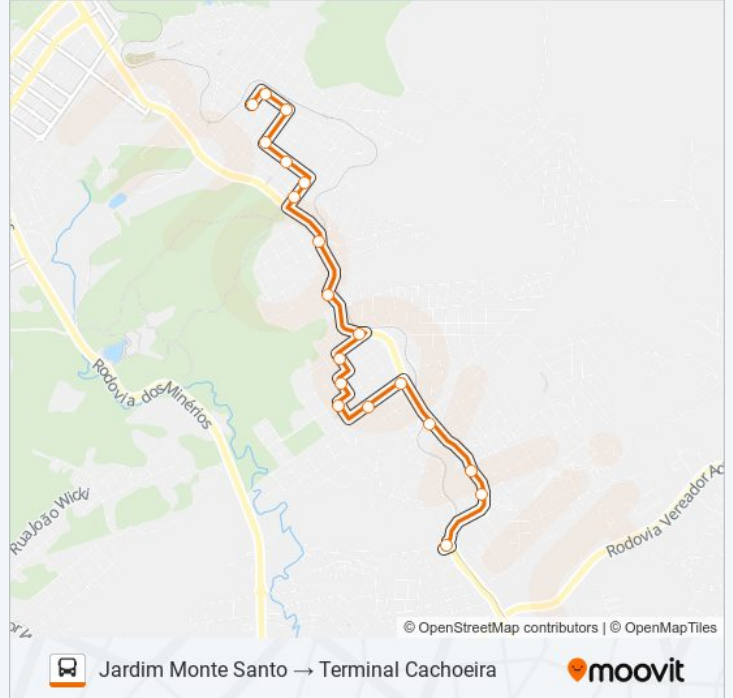 Rodovia dos Minérios
Rua João Wicki
Rodovia Vereador A
© OpenStreetMap contributors | © OpenMapTiles
Jardim Monte Santo → Terminal Cachoeira
moovit